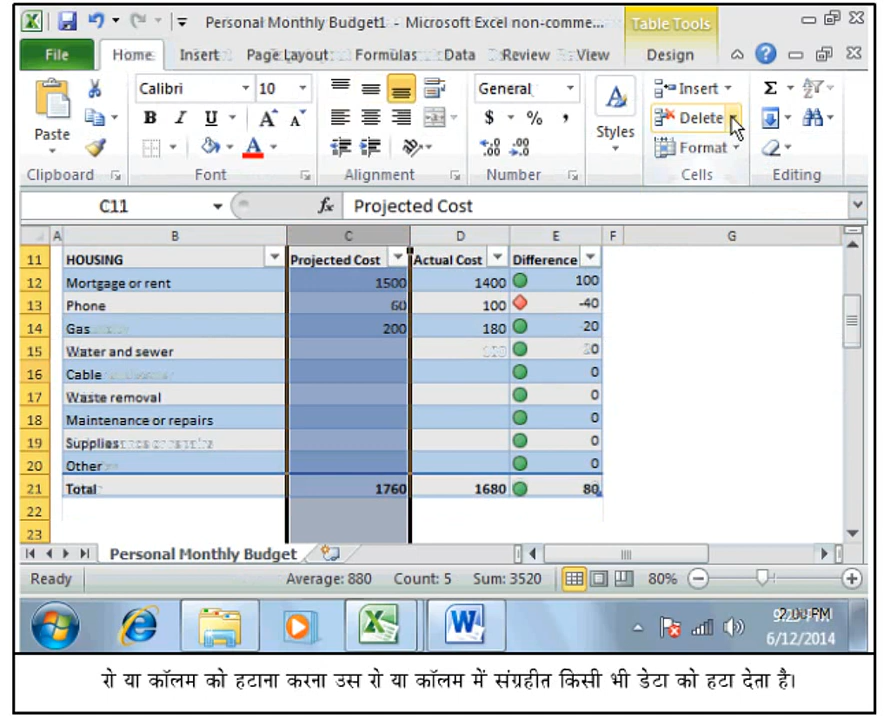 Personal Monthly Budget1 - Microsoft Excel non-comme... Table Tools
File Home Insert Page Layout Formulas Data Review View Design
Calibri 10 General Insert Σ
Paste B I U A A $ % , Styles Delete
A Format
Clipboard Font Alignment Number Cells Editing
C11 fx Projected Cost
A B C D E F G
11 HOUSING Projected Cost Actual Cost Difference
12 Mortgage or rent 1500 1400 100
13 Phone 60 100 -40
14 Gas 200 180 20
15 Water and sewer 0
16 Cable 0
17 Waste removal 0
18 Maintenance or repairs 0
19 Supplies 0
20 Other 0
21 Total 1760 1680 80
22
23
Personal Monthly Budget
Ready Average: 880 Count: 5 Sum: 3520 80%
PM
6/12/2014
रो या कॉलम को हटाना करना उस रो या कॉलम में संग्रहीत किसी भी डेटा को हटा देता है।